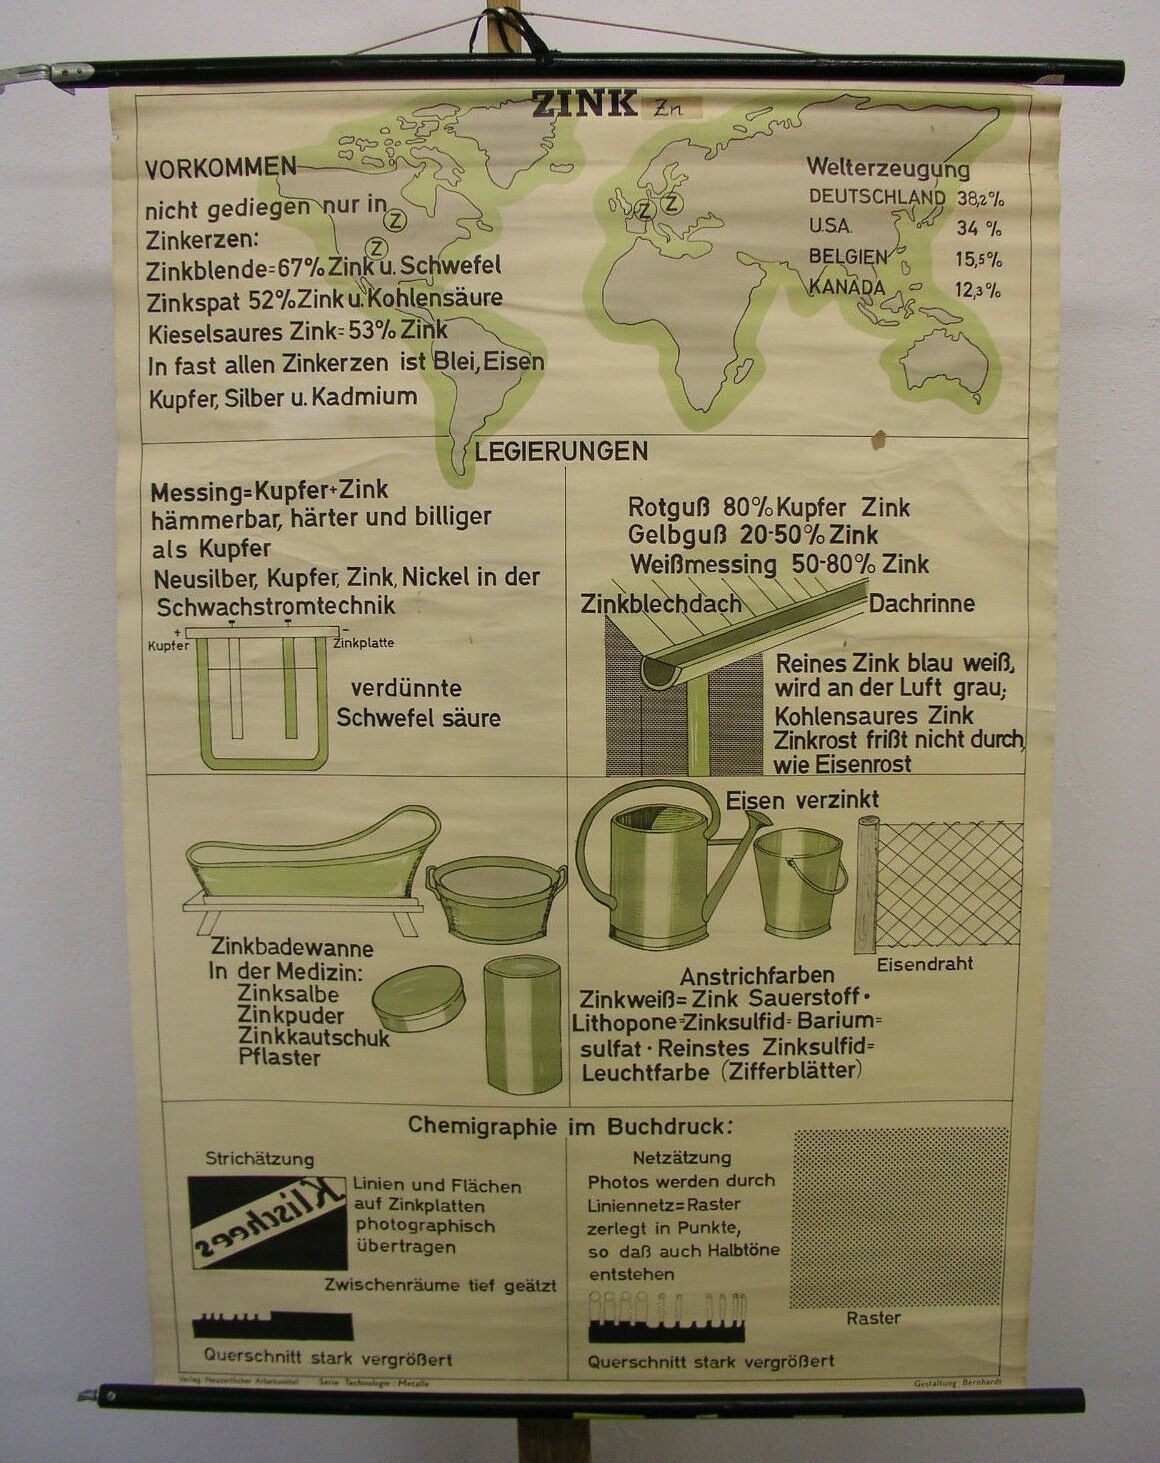 ZINK Zn
VORKOMMEN
nicht gediegen nur in
Zinkerzen:
Zinkblende=67% Zink u. Schwefel
Zinkspat 52% Zink u. Kohlensäure
Kieselsaures Zink=53% Zink
In fast allen Zinkerzen ist Blei, Eisen
Kupfer, Silber u. Kadmium
Z
Z
Z
Z
Welterzeugung
DEUTSCHLAND 38,2%
U.S.A. 34 %
BELGIEN 15,5%
KANADA 12,3%
LEGIERUNGEN
Messing=Kupfer+Zink
hämmerbar, härter und billiger
als Kupfer
Neusilber, Kupfer, Zink, Nickel in der
Schwachstromtechnik
+ -
Kupfer Zinkplatte
verdünnte
Schwefel säure
Rotguß 80% Kupfer Zink
Gelbguß 20-50% Zink
Weißmessing 50-80% Zink
Zinkblechdach Dachrinne
Reines Zink blau weiß,
wird an der Luft grau;
Kohlensaures Zink
Zinkrost frißt nicht durch,
wie Eisenrost
Zinkbadewanne
In der Medizin:
Zinksalbe
Zinkpuder
Zinkkautschuk
Pflaster
Eisen verzinkt
Eisendraht
Anstrichfarben
Zinkweiß= Zink Sauerstoff·
Lithopone=Zinksulfid= Barium=
sulfat · Reinstes Zinksulfid=
Leuchtfarbe (Zifferblätter)
Chemigraphie im Buchdruck:
Strichätzung
Klischees
Linien und Flächen
auf Zinkplatten
photographisch
übertragen
Zwischenräume tief geätzt
Querschnitt stark vergrößert
Netzätzung
Photos werden durch
Liniennetz=Raster
zerlegt in Punkte,
so daß auch Halbtöne
entstehen
Raster
Querschnitt stark vergrößert
Verlag Neuzeitlicher Arbeitsmittel Serie Technologie: Metalle Gestaltung: Bernhardt